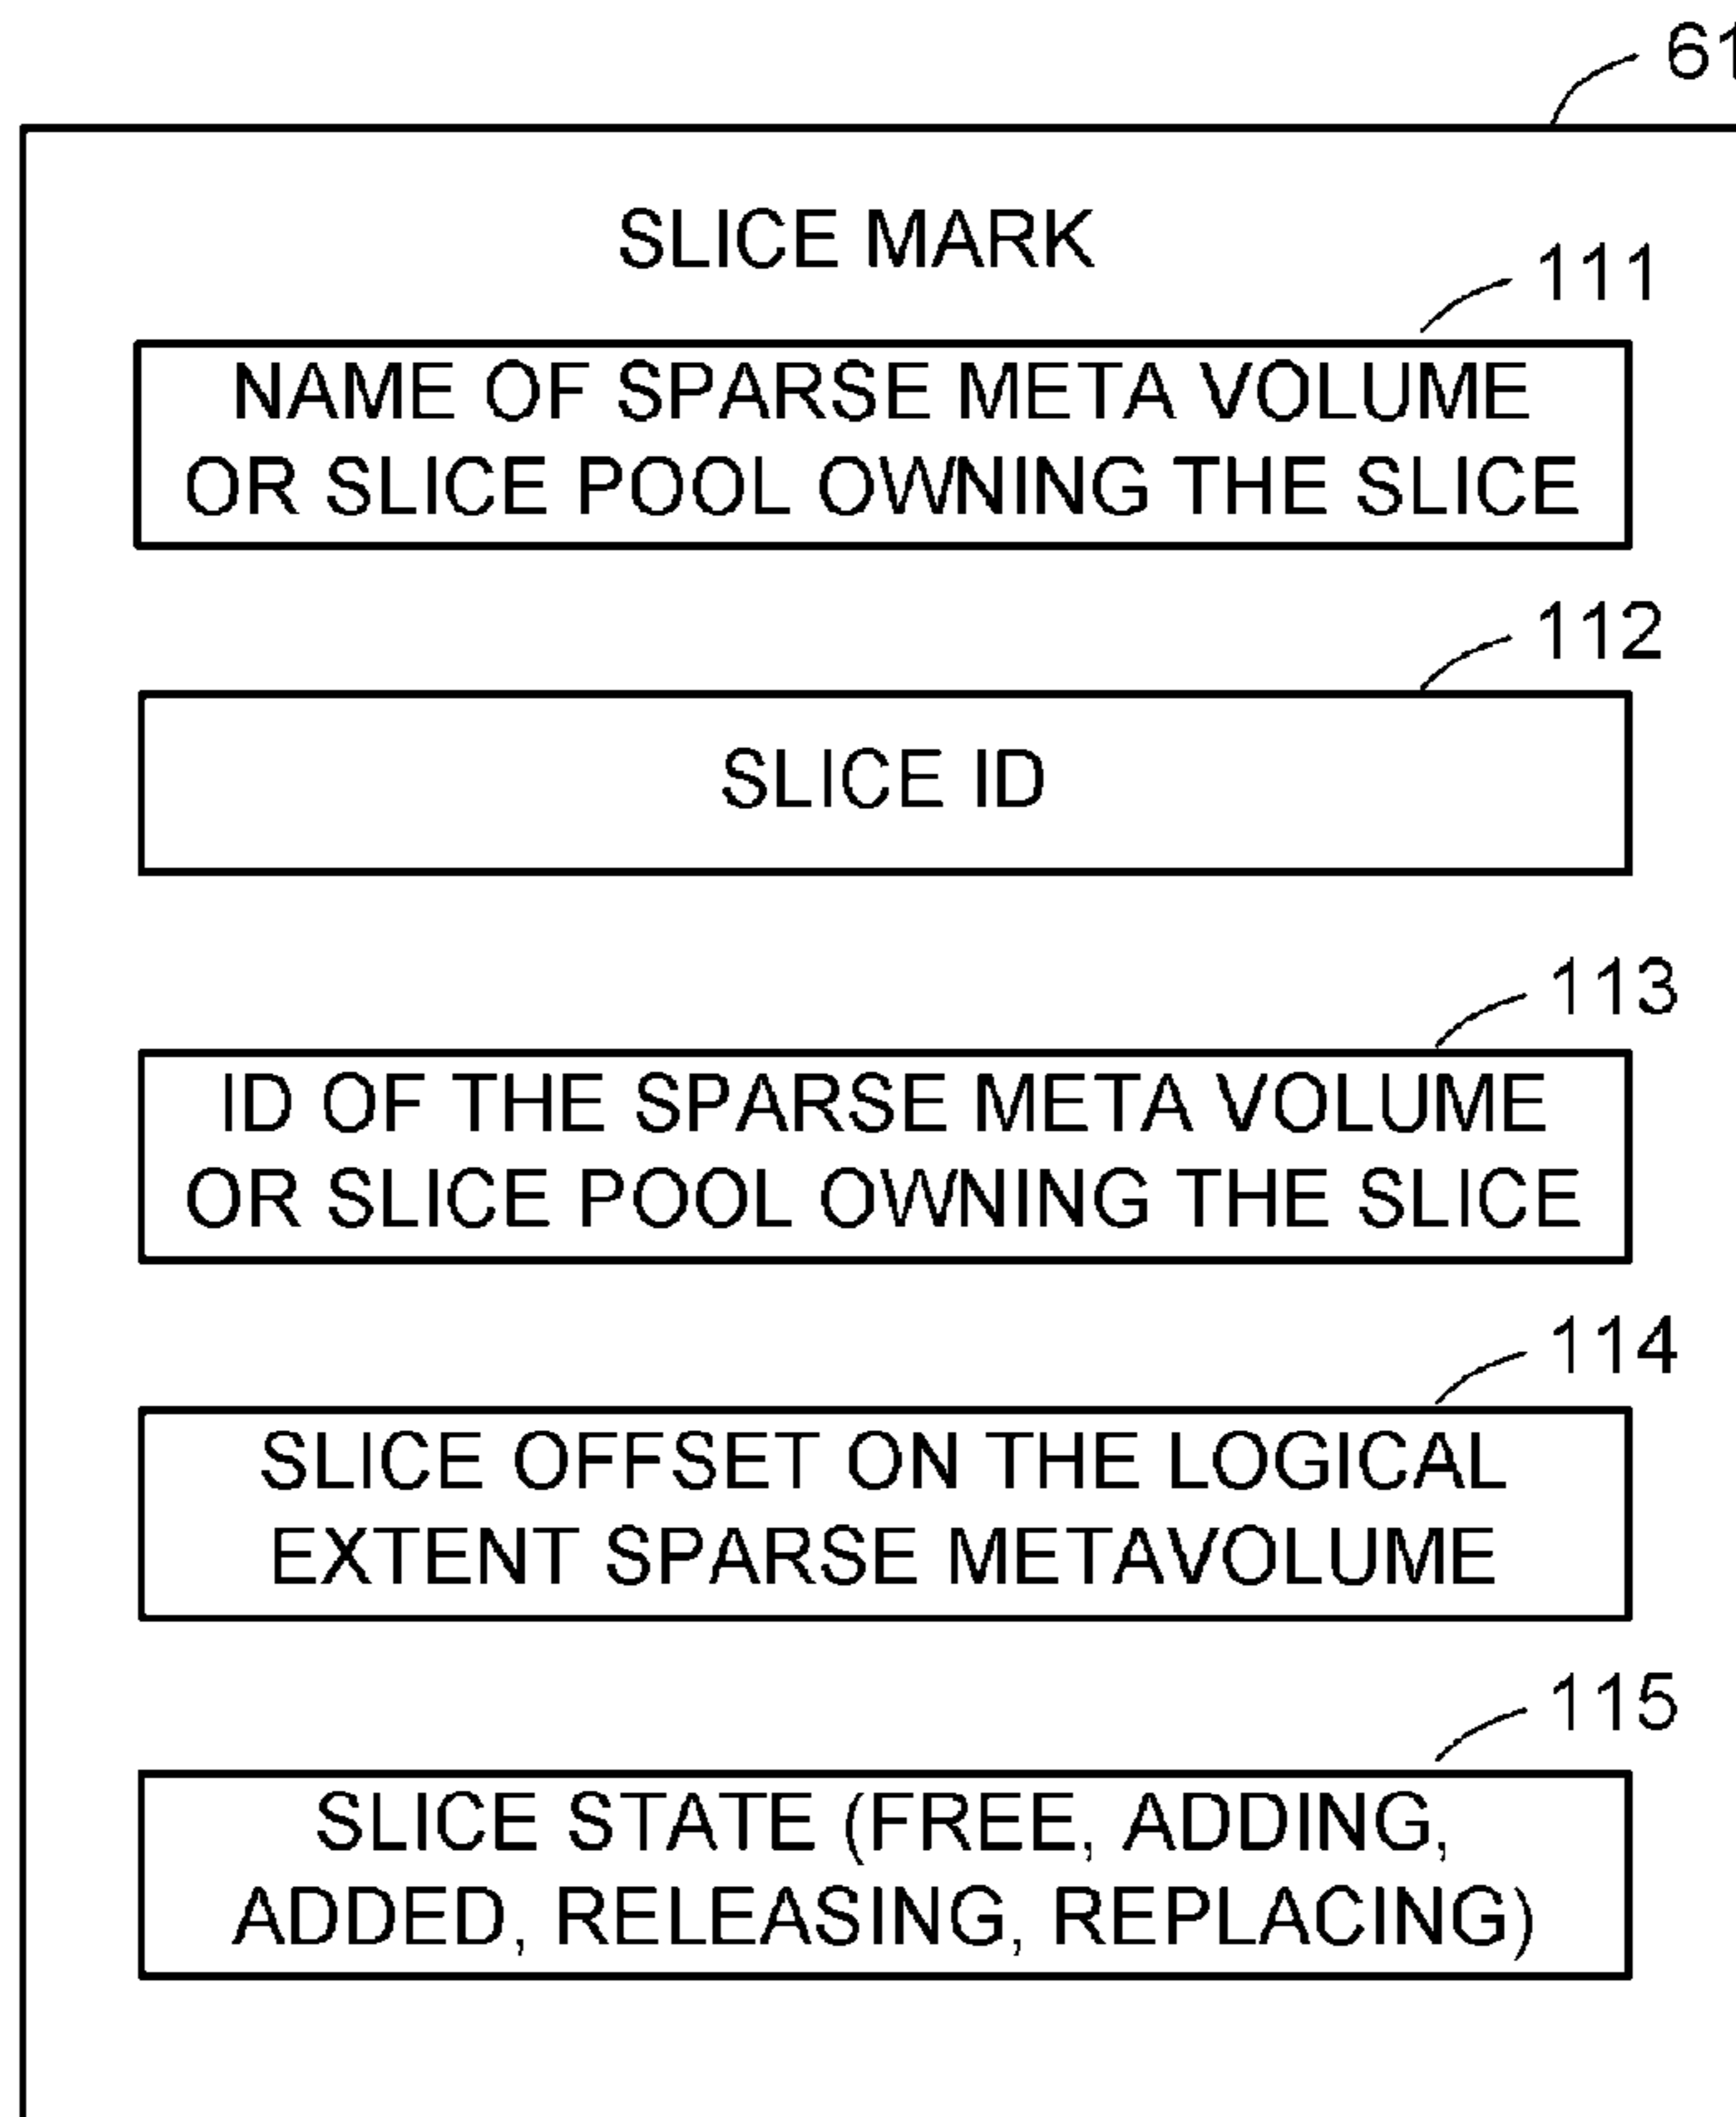 61
SLICE MARK
111
NAME OF SPARSE META VOLUME
OR SLICE POOL OWNING THE SLICE
112
SLICE ID
113
ID OF THE SPARSE META VOLUME
OR SLICE POOL OWNING THE SLICE
114
SLICE OFFSET ON THE LOGICAL
EXTENT SPARSE METAVOLUME
115
SLICE STATE (FREE, ADDING,
ADDED, RELEASING, REPLACING)